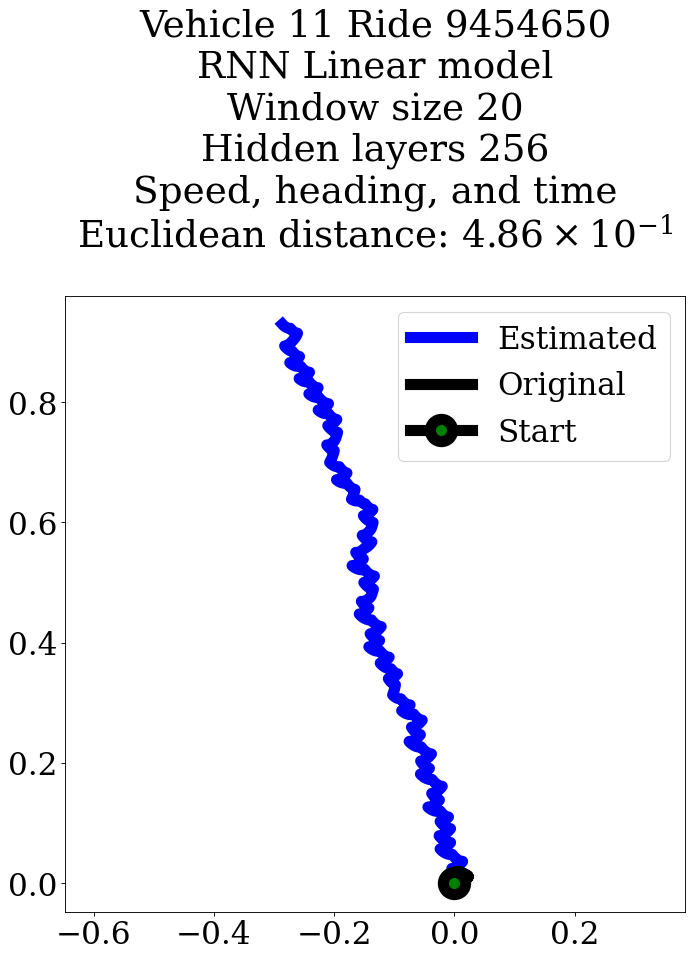 Vehicle 11 Ride 9454650
RNN Linear model
Window size 20
Hidden layers 256
Speed, heading, and time
Euclidean distance: 4.86 × 10⁻¹
Estimated
Original
Start
0.8
0.6
0.4
0.2
0.0
−0.6 −0.4 −0.2 0.0 0.2